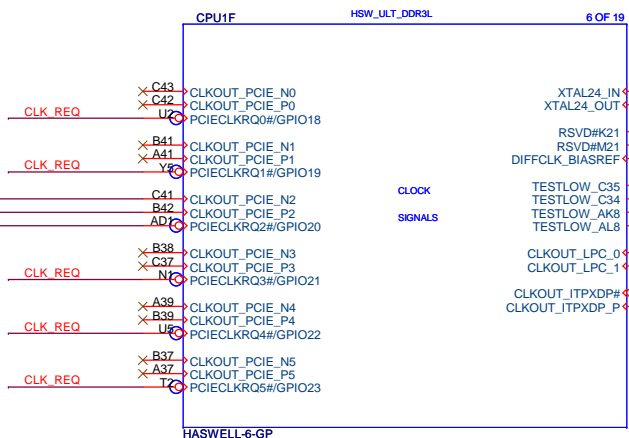 CPU1F HSW_ULT_DDR3L 6 OF 19
C43 CLKOUT_PCIE_N0 XTAL24_IN
C42 CLKOUT_PCIE_P0 XTAL24_OUT
CLK_REQ U2 PCIECLKRQ0#/GPIO18
RSVD#K21
B41 CLKOUT_PCIE_N1 RSVD#M21
A41 CLKOUT_PCIE_P1 DIFFCLK_BIASREF
CLK_REQ Y5 PCIECLKRQ1#/GPIO19
CLOCK TESTLOW_C35
C41 CLKOUT_PCIE_N2 TESTLOW_C34
B42 CLKOUT_PCIE_P2 SIGNALS TESTLOW_AK8
AD1 PCIECLKRQ2#/GPIO20 TESTLOW_AL8
B38 CLKOUT_PCIE_N3 CLKOUT_LPC_0
C37 CLKOUT_PCIE_P3 CLKOUT_LPC_1
CLK_REQ N1 PCIECLKRQ3#/GPIO21
CLKOUT_ITPXDP#
A39 CLKOUT_PCIE_N4 CLKOUT_ITPXDP_P
B39 CLKOUT_PCIE_P4
CLK_REQ U5 PCIECLKRQ4#/GPIO22
B37 CLKOUT_PCIE_N5
A37 CLKOUT_PCIE_P5
CLK_REQ T2 PCIECLKRQ5#/GPIO23
HASWELL-6-GP